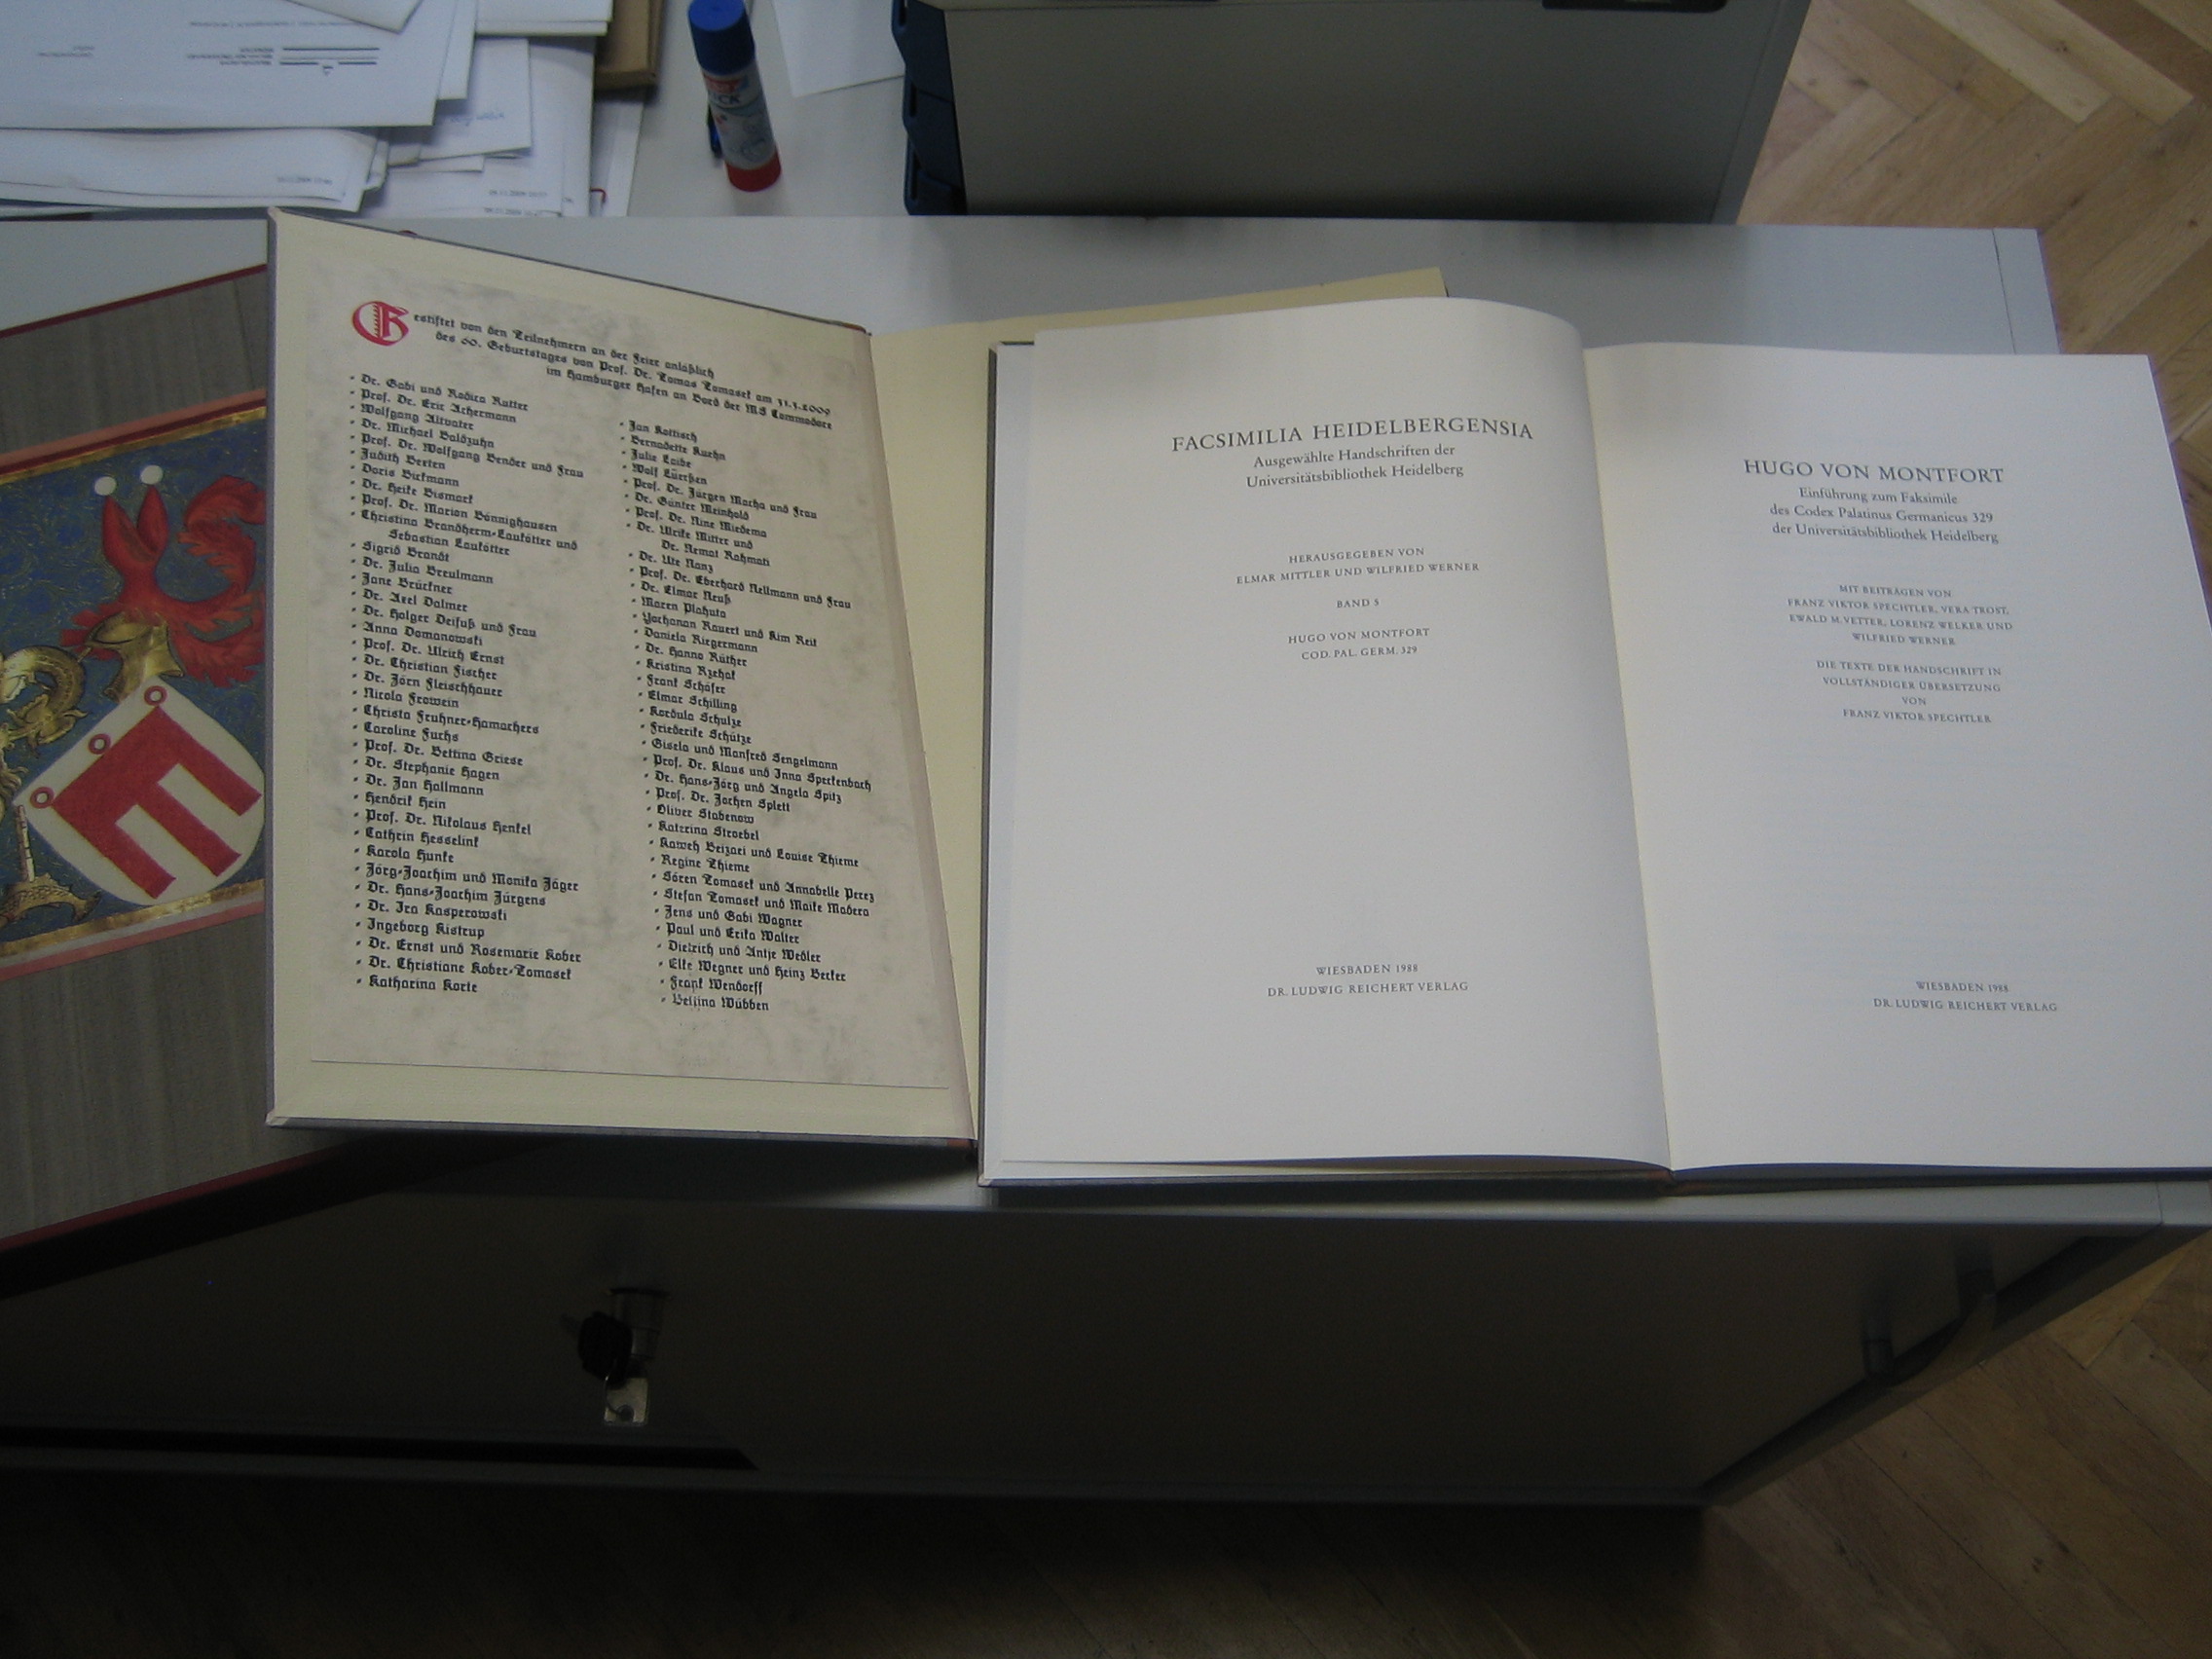 Gestiftet von den Teilnehmern an der Feier anläßlich
des 60. Geburtstages von Prof. Dr. Tomas Tomasek am 31.3.2009
im Hamburger Hafen an Bord der MS Commodore
Dr. Gabi und Rodica Rutter
Prof. Dr. Eric Achermann
Wolfgang Altvater
Dr. Michael Baldzuhn
Prof. Dr. Wolfgang Bender und Frau
Judith Berten
Doris Bickmann
Dr. Heike Bismark
Prof. Dr. Marion Bönnighausen
Christina Brandherm-Laukötter und
Sebastian Laukötter
Sigrid Brandt
Dr. Julia Breulmann
Jane Brückner
Dr. Axel Dalmer
Dr. Holger Deifuß und Frau
Anna Domanowski
Prof. Dr. Ulrich Ernst
Dr. Christian Fischer
Dr. Jörn Fleischhauer
Nicola Frowein
Christa Fruhner-Hamachers
Caroline Fuchs
Prof. Dr. Bettina Griese
Dr. Stephanie Hagen
Dr. Jan Hallmann
Hendrik Hein
Prof. Dr. Nikolaus Henkel
Cathrin Hesselink
Karola Hunke
Jörg-Joachim und Monika Jäger
Dr. Hans-Joachim Jürgens
Dr. Ira Kasperowski
Ingeborg Kistrup
Dr. Ernst und Rosemarie Kober
Dr. Christiane Kober-Tomasek
Katharina Korte
Jan Kottisch
Bernadette Kuehn
Julie Laibe
Wolf Lüerßen
Prof. Dr. Jürgen Macha und Frau
Dr. Günter Meinhold
Prof. Dr. Nine Miedema
Dr. Ulrike Mitter und
Dr. Nemat Rahmati
Dr. Ute Nanz
Prof. Dr. Eberhard Nellmann und Frau
Dr. Elmar Neuß
Maren Plahuta
Yochanan Rauert und Kim Reit
Daniela Riegermann
Dr. Hanno Rüther
Kristina Rzehak
Frank Schäfer
Elmar Schilling
Kordula Schulze
Friederike Schütze
Gisela und Manfred Sengelmann
Prof. Dr. Klaus und Inna Speckenbach
Dr. Hans-Jörg und Angela Spitz
Prof. Dr. Jochen Splett
Oliver Stabenow
Katerina Stroebel
Kaweh Beizaei und Louise Thieme
Regine Thieme
Sören Tomasek und Annabelle Perez
Stefan Tomasek und Maike Madera
Jens und Gabi Wagner
Paul und Erika Walter
Dietrich und Antje Wedler
Elke Wegner und Heinz Becker
Frank Wendorff
Bettina Wübben
FACSIMILIA HEIDELBERGENSIA
Ausgewählte Handschriften der
Universitätsbibliothek Heidelberg
HERAUSGEGEBEN VON
ELMAR MITTLER UND WILFRIED WERNER
BAND 5
HUGO VON MONTFORT
COD. PAL. GERM. 329
WIESBADEN 1988
DR. LUDWIG REICHERT VERLAG
HUGO VON MONTFORT
Einführung zum Faksimile
des Codex Palatinus Germanicus 329
der Universitätsbibliothek Heidelberg
MIT BEITRÄGEN VON
FRANZ VIKTOR SPECHTLER, VERA TROST,
EWALD M. VETTER, LORENZ WELKER UND
WILFRIED WERNER
DIE TEXTE DER HANDSCHRIFT IN
VOLLSTÄNDIGER ÜBERSETZUNG
VON
FRANZ VIKTOR SPECHTLER
WIESBADEN 1988
DR. LUDWIG REICHERT VERLAG